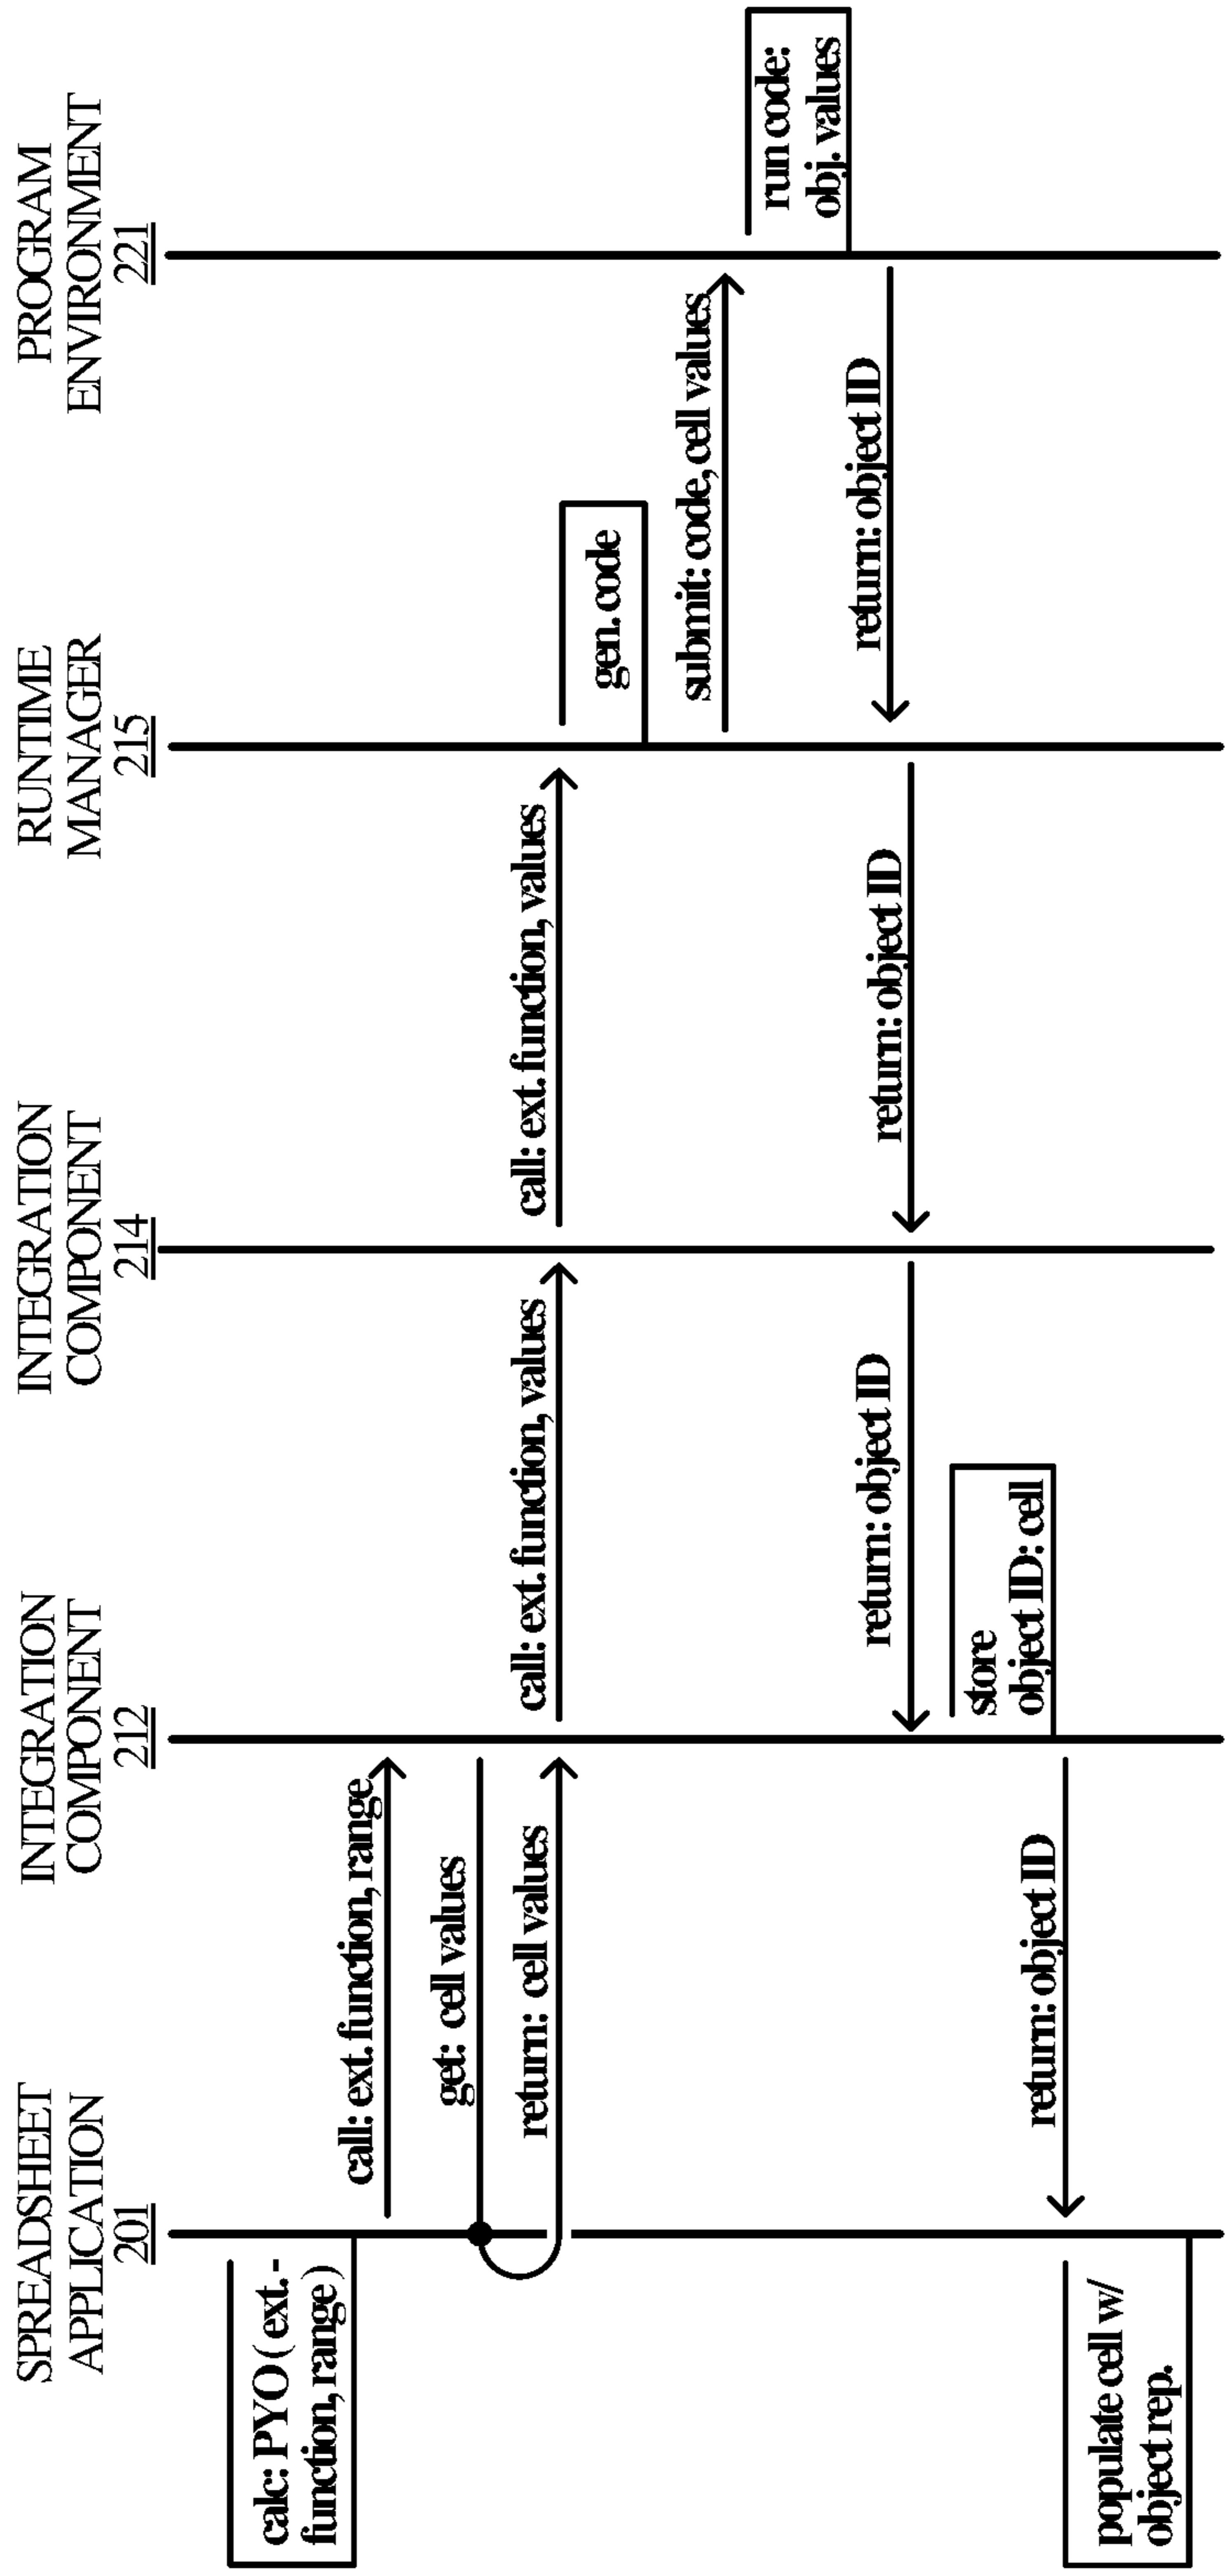 SPREADSHEET
APPLICATION
201
INTEGRATION
COMPONENT
212
INTEGRATION
COMPONENT
214
RUNTIME
MANAGER
215
PROGRAM
ENVIRONMENT
221
calc: PYO ( ext.-
function, range )
call: ext. function, range
get: cell values
return: cell values
call: ext. function, values
call: ext. function, values
gen. code
submit: code, cell values
run code:
obj. values
return: object ID
return: object ID
return: object ID
store
object ID: cell
return: object ID
populate cell w/
object rep.